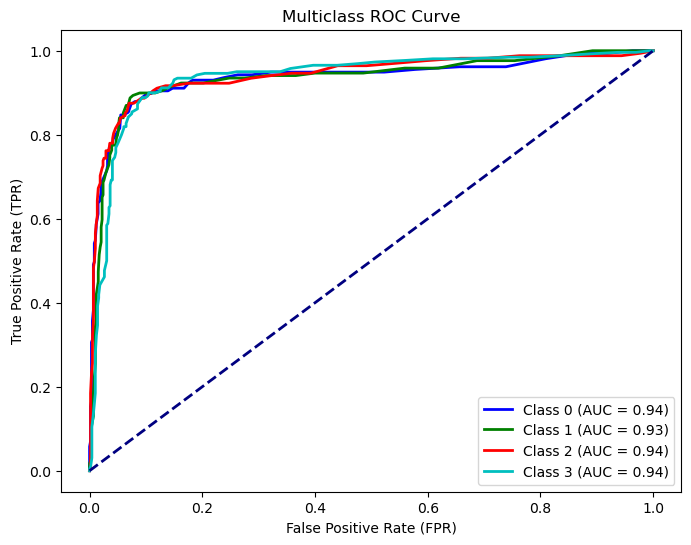 Multiclass ROC Curve
True Positive Rate (TPR)
1.0
0.8
0.6
0.4
0.2
0.0
0.0 0.2 0.4 0.6 0.8 1.0
False Positive Rate (FPR)
Class 0 (AUC = 0.94)
Class 1 (AUC = 0.93)
Class 2 (AUC = 0.94)
Class 3 (AUC = 0.94)